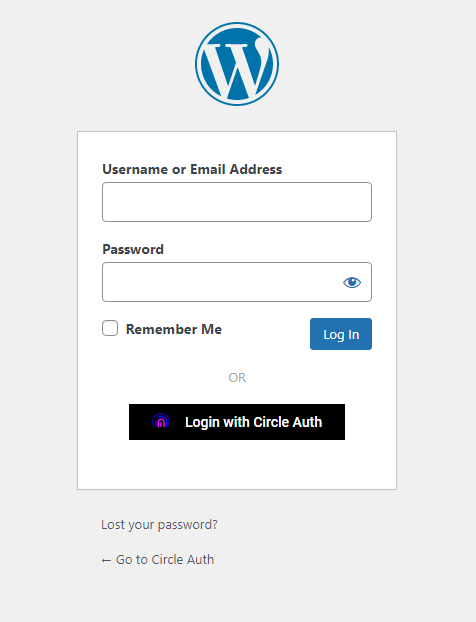 Username or Email Address
Password
Remember Me
Log In
OR
Login with Circle Auth
Lost your password?
← Go to Circle Auth